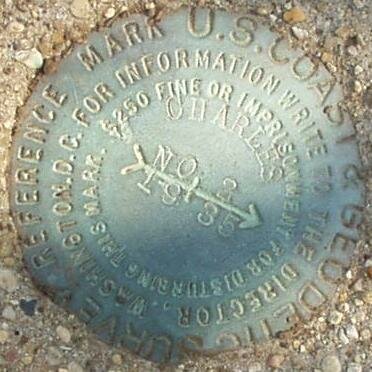 U.S. COAST & GEODETIC SURVEY
REFERENCE MARK
FOR INFORMATION WRITE TO THE DIRECTOR, WASHINGTON, D.C.
$250 FINE OR IMPRISONMENT FOR DISTURBING THIS MARK.
CHARLES
NO. 2
1935